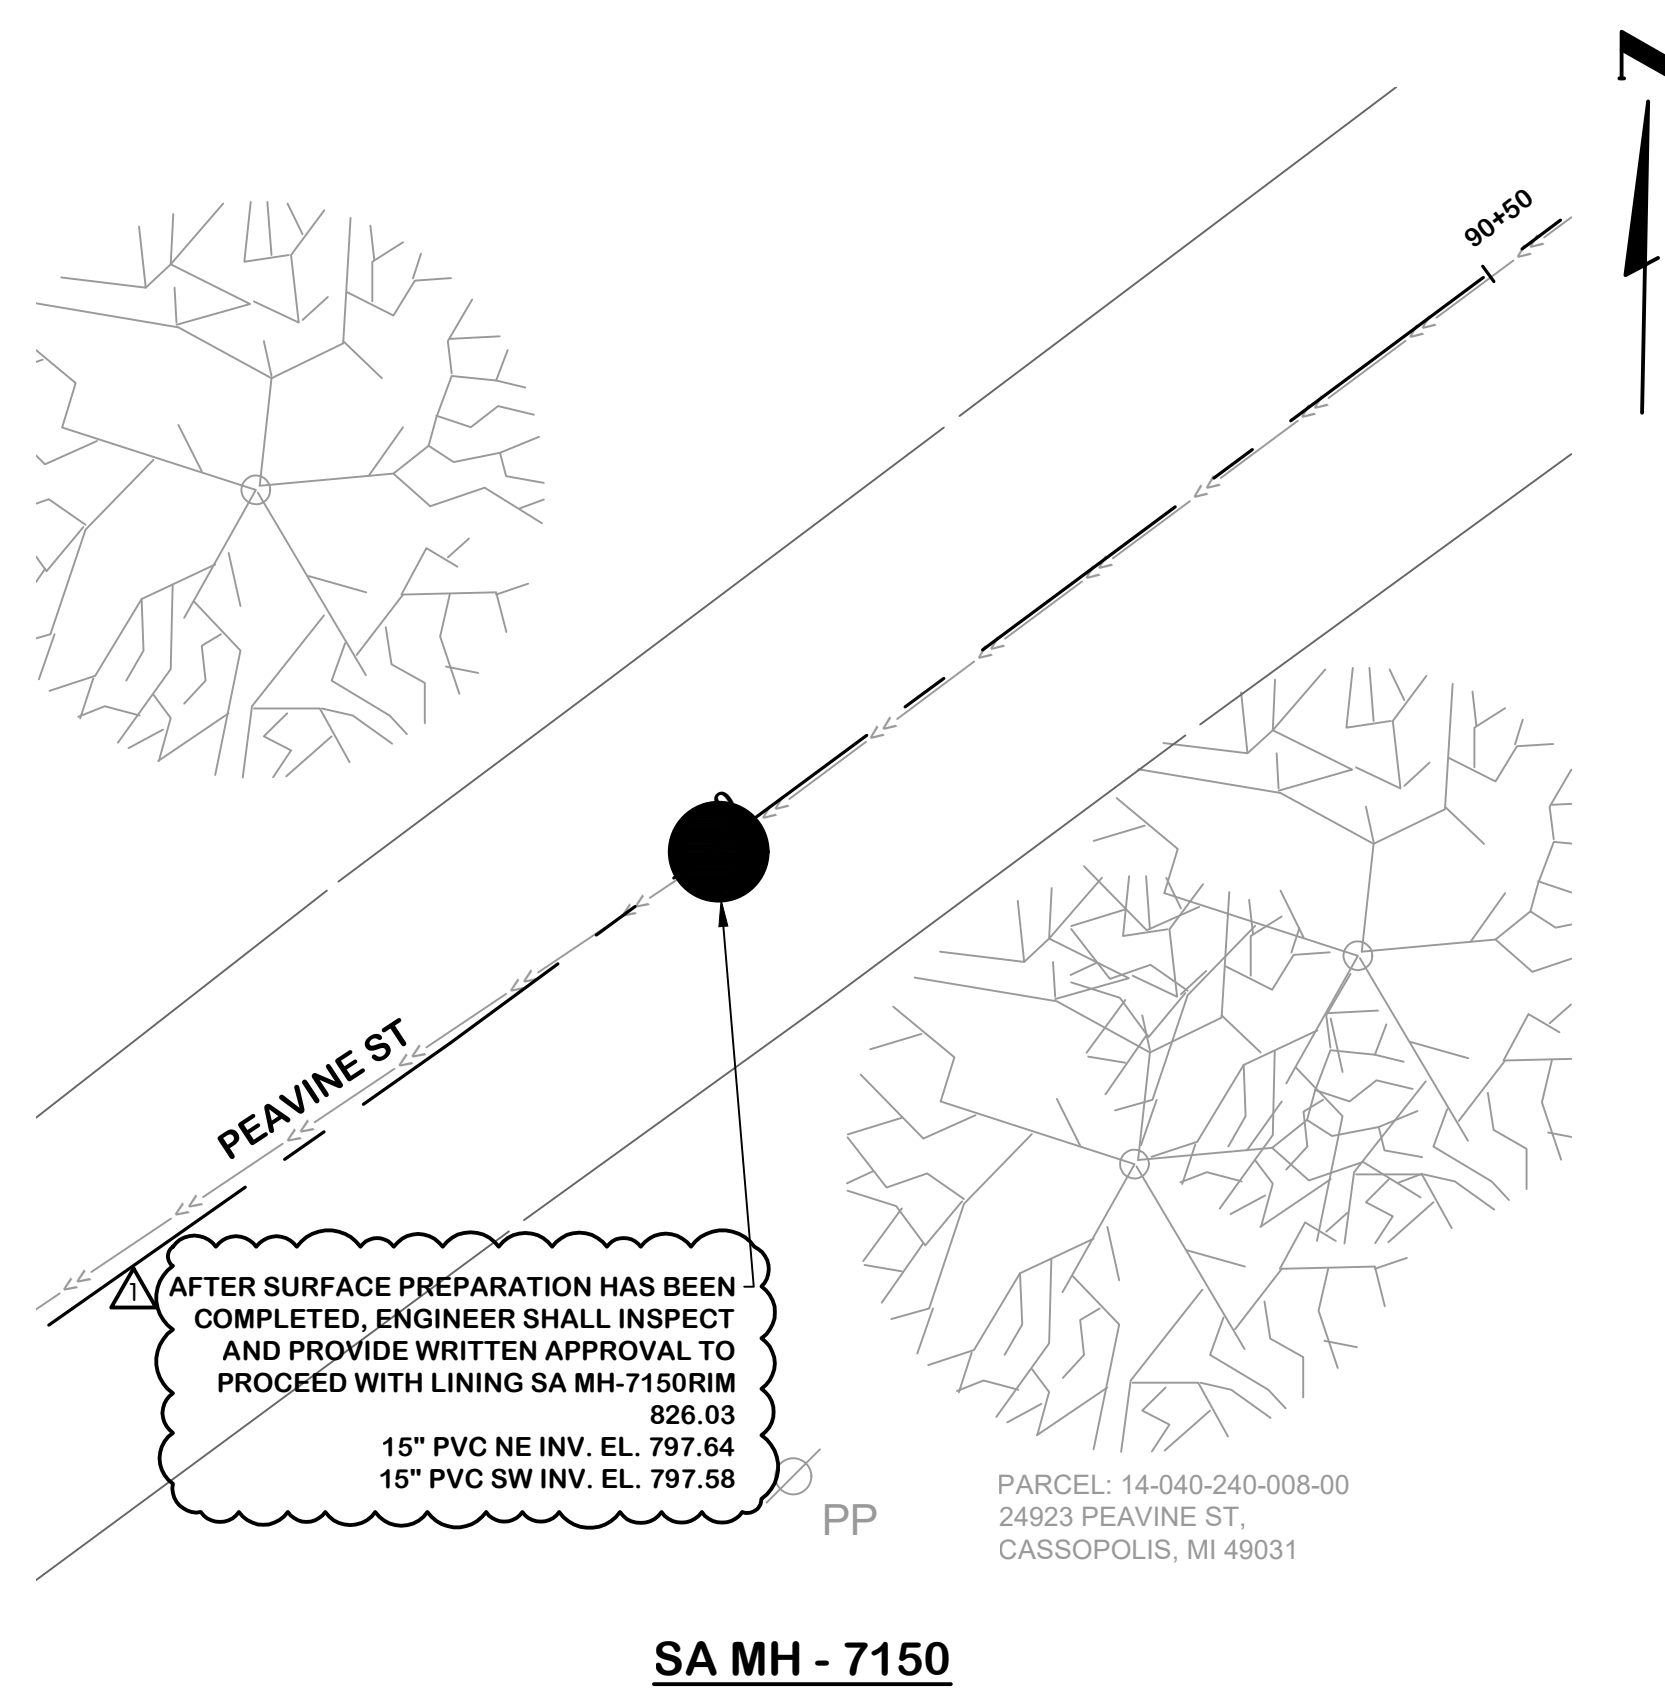 90+50
PEAVINE ST
1
AFTER SURFACE PREPARATION HAS BEEN
COMPLETED, ENGINEER SHALL INSPECT
AND PROVIDE WRITTEN APPROVAL TO
PROCEED WITH LINING SA MH-7150RIM
826.03
15" PVC NE INV. EL. 797.64
15" PVC SW INV. EL. 797.58
PP
PARCEL: 14-040-240-008-00
24923 PEAVINE ST,
CASSOPOLIS, MI 49031
SA MH - 7150